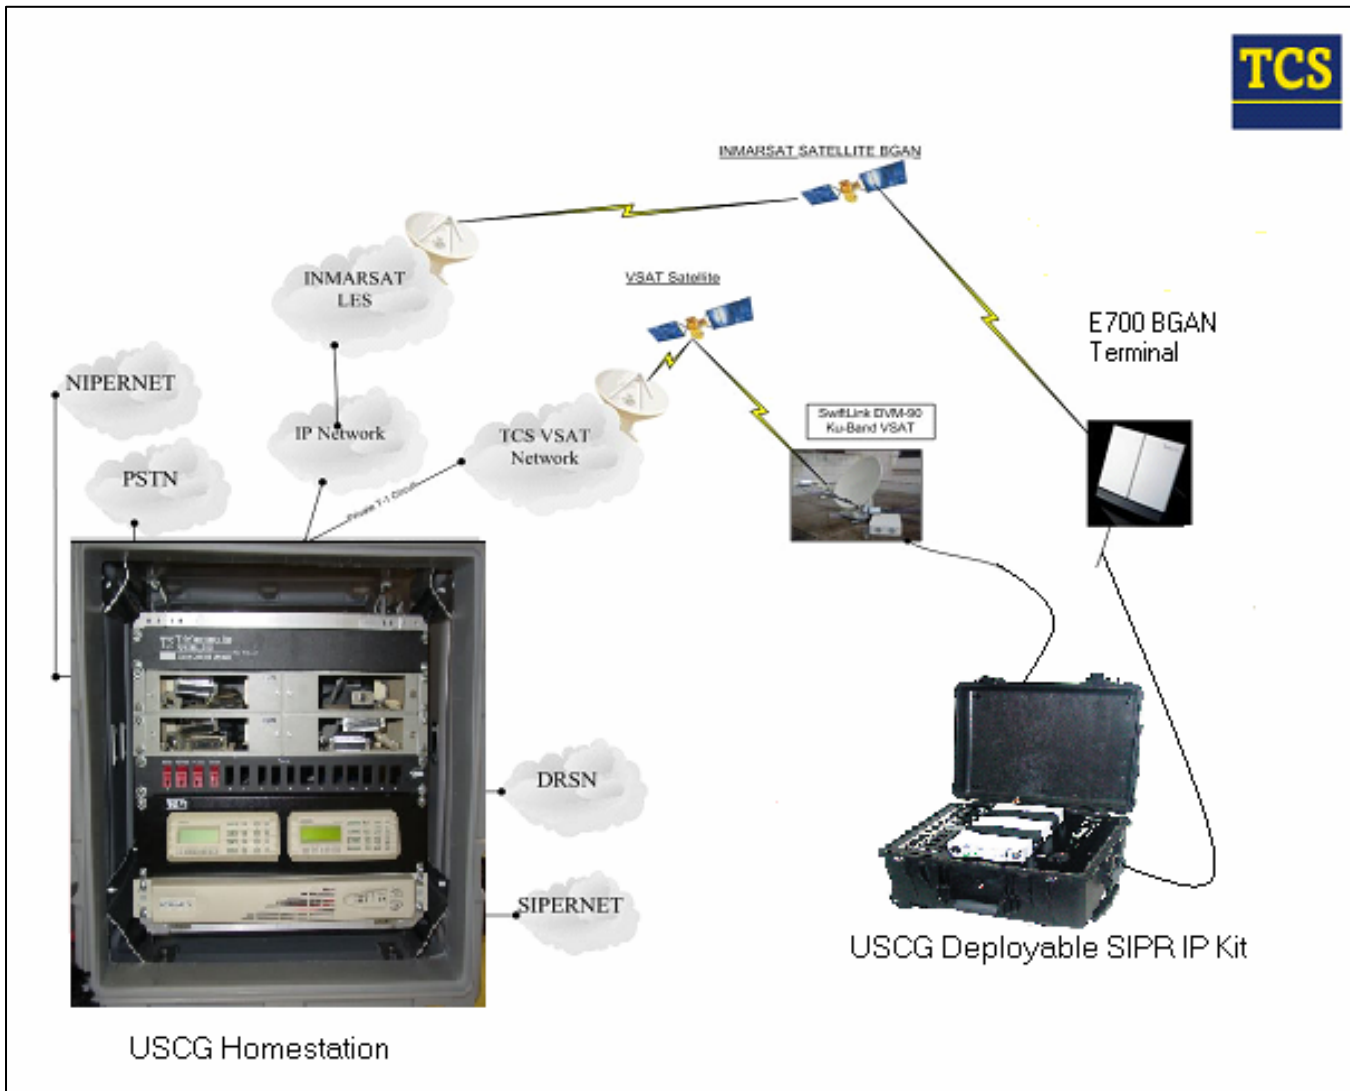 TCS
INMARSAT SATELLITE BGAN
VSAT Satellite
INMARSAT
LES
E700 BGAN
Terminal
NIPERNET
IP Network
SwiftLink DVM-90
Ku-Band VSAT
TCS VSAT
Network
PSTN
Private T-1 Circuit
DRSN
SIPERNET
USCG Deployable SIPR IP Kit
USCG Homestation